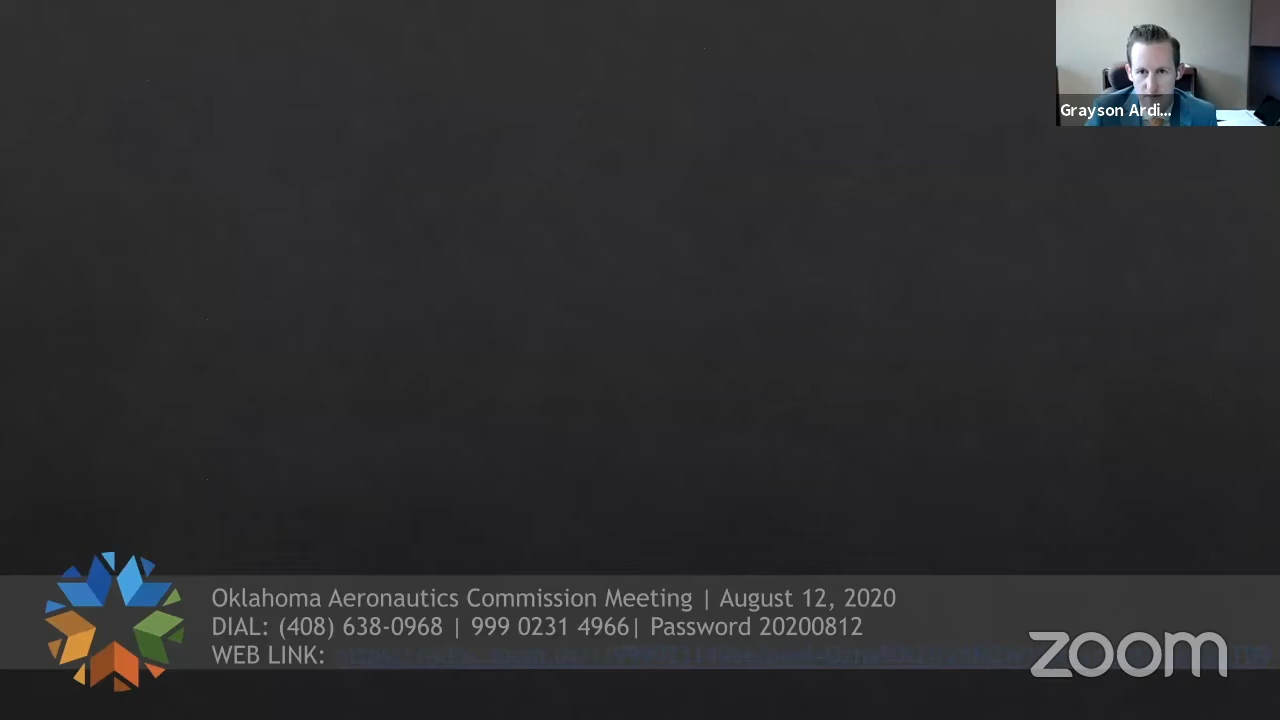 Grayson Ardi...
Oklahoma Aeronautics Commission Meeting | August 12, 2020
DIAL: (408) 638-0968 | 999 0231 4966| Password 20200812
WEB LINK:
zoom